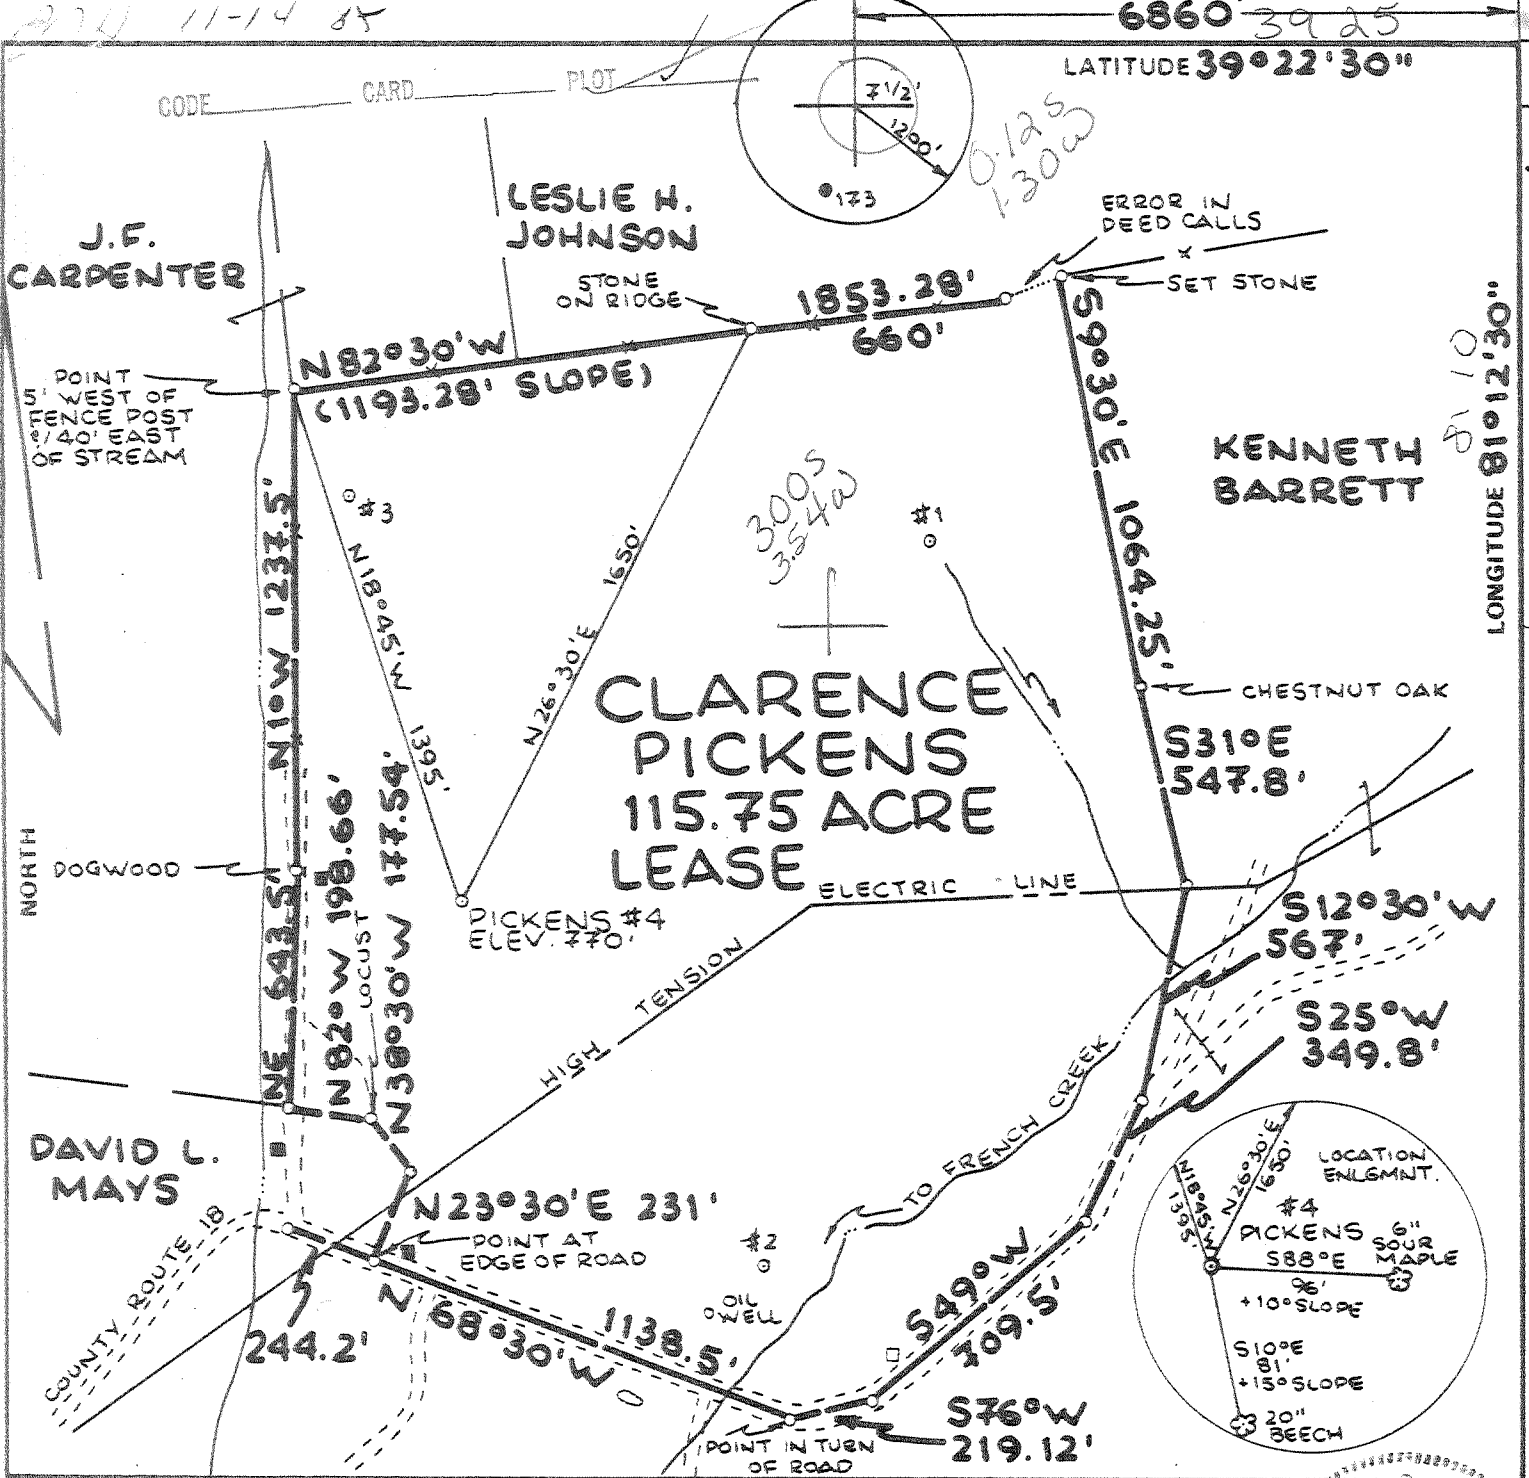 11-14 85
6860' 39 25
LATITUDE 39°22'30"
CODE CARD PLOT
7 1/2'
1200'
173
0.12 S
1.30 W
LESLIE H.
JOHNSON
J.F.
CARPENTER
ERROR IN
DEED CALLS
SET STONE
STONE
ON RIDGE
1853.28'
660'
N82°30'W
(1193.28' SLOPE)
POINT
5' WEST OF
FENCE POST
&/40' EAST
OF STREAM
S9°30'E 1064.25'
KENNETH
BARRETT
81 10
LONGITUDE 81°12'30"
#3
#1
3.00 S
3.54 W
N1°W 1237.5'
N18°45'W 1395'
N26°30'E 1650'
CLARENCE
PICKENS
115.75 ACRE
LEASE
CHESTNUT OAK
S31°E
547.8'
NORTH
DOGWOOD
ELECTRIC LINE
HIGH TENSION
PICKENS #4
ELEV. 770'
NE 643.5'
N82°W 198.66'
LOCUST
N38°30'W 177.54'
S12°30'W
567'
S25°W
349.8'
DAVID L.
MAYS
N23°30'E 231'
POINT AT
EDGE OF ROAD
COUNTY ROUTE 18
244.2'
#2
OIL
WELL
TO FRENCH CREEK
N 68°30'W 1138.5'
S49°W
709.5'
S76°W
219.12'
POINT IN TURN
OF ROAD
LOCATION
ENLGMNT.
N18°45'W
1395'
N26°30'E
1650'
#4
PICKENS
6"
SOUR
MAPLE
S88°E
96'
+10° SLOPE
S10°E
81'
+15° SLOPE
20"
BEECH